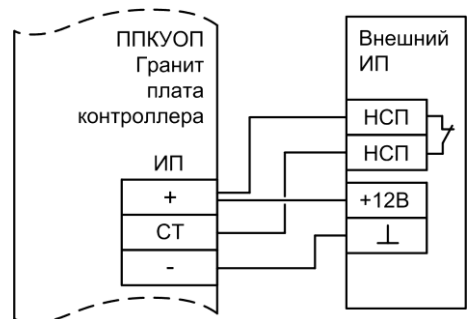 ППКУОП
Гранит
плата
контроллера
ИП
+
СТ
-
Внешний
ИП
НСП
НСП
+12В
⊥